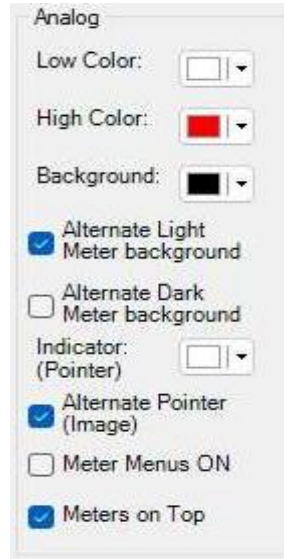 Analog
Low Color:
High Color:
Background:
Alternate Light
Meter background
Alternate Dark
Meter background
Indicator:
(Pointer)
Alternate Pointer
(Image)
Meter Menus ON
Meters on Top